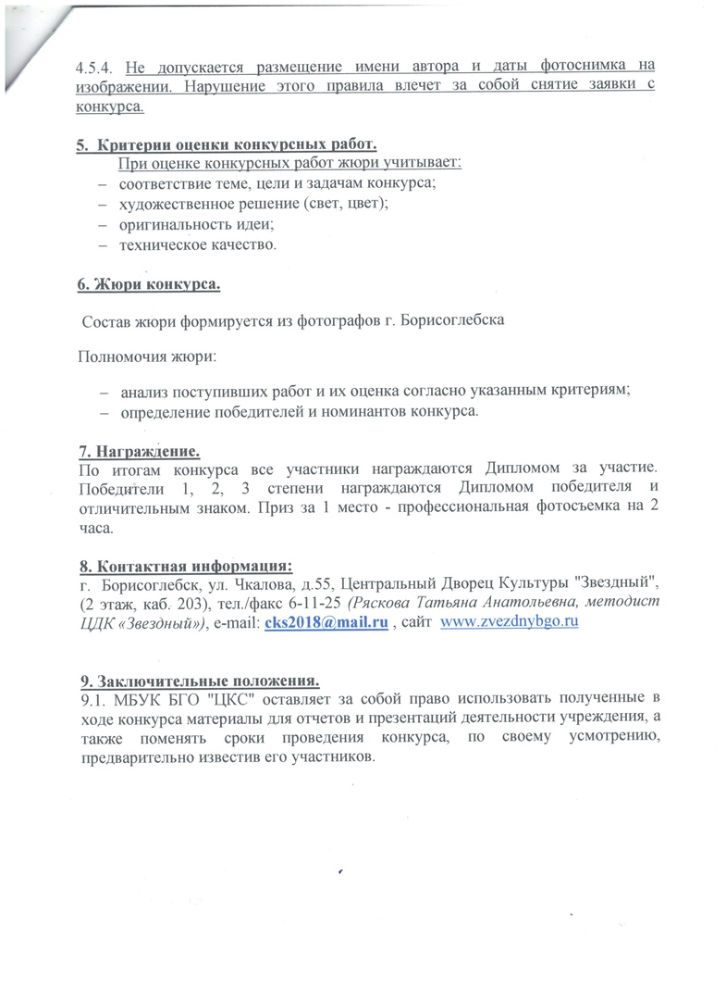 4.5.4. Не допускается размещение имени автора и даты фотоснимка на
изображении. Нарушение этого правила влечет за собой снятие заявки с
конкурса.
5. Критерии оценки конкурсных работ.
При оценке конкурсных работ жюри учитывает:
– соответствие теме, цели и задачам конкурса;
– художественное решение (свет, цвет);
– оригинальность идеи;
– техническое качество.
6. Жюри конкурса.
Состав жюри формируется из фотографов г. Борисоглебска
Полномочия жюри:
– анализ поступивших работ и их оценка согласно указанным критериям;
– определение победителей и номинантов конкурса.
7. Награждение.
По итогам конкурса все участники награждаются Дипломом за участие.
Победители 1, 2, 3 степени награждаются Дипломом победителя и
отличительным знаком. Приз за 1 место - профессиональная фотосъемка на 2
часа.
8. Контактная информация:
г. Борисоглебск, ул. Чкалова, д.55, Центральный Дворец Культуры "Звездный",
(2 этаж, каб. 203), тел./факс 6-11-25 (Ряскова Татьяна Анатольевна, методист
ЦДК «Звездный»), e-mail: cks2018@mail.ru , сайт www.zvezdnybgo.ru
9. Заключительные положения.
9.1. МБУК БГО "ЦКС" оставляет за собой право использовать полученные в
ходе конкурса материалы для отчетов и презентаций деятельности учреждения, а
также поменять сроки проведения конкурса, по своему усмотрению,
предварительно известив его участников.